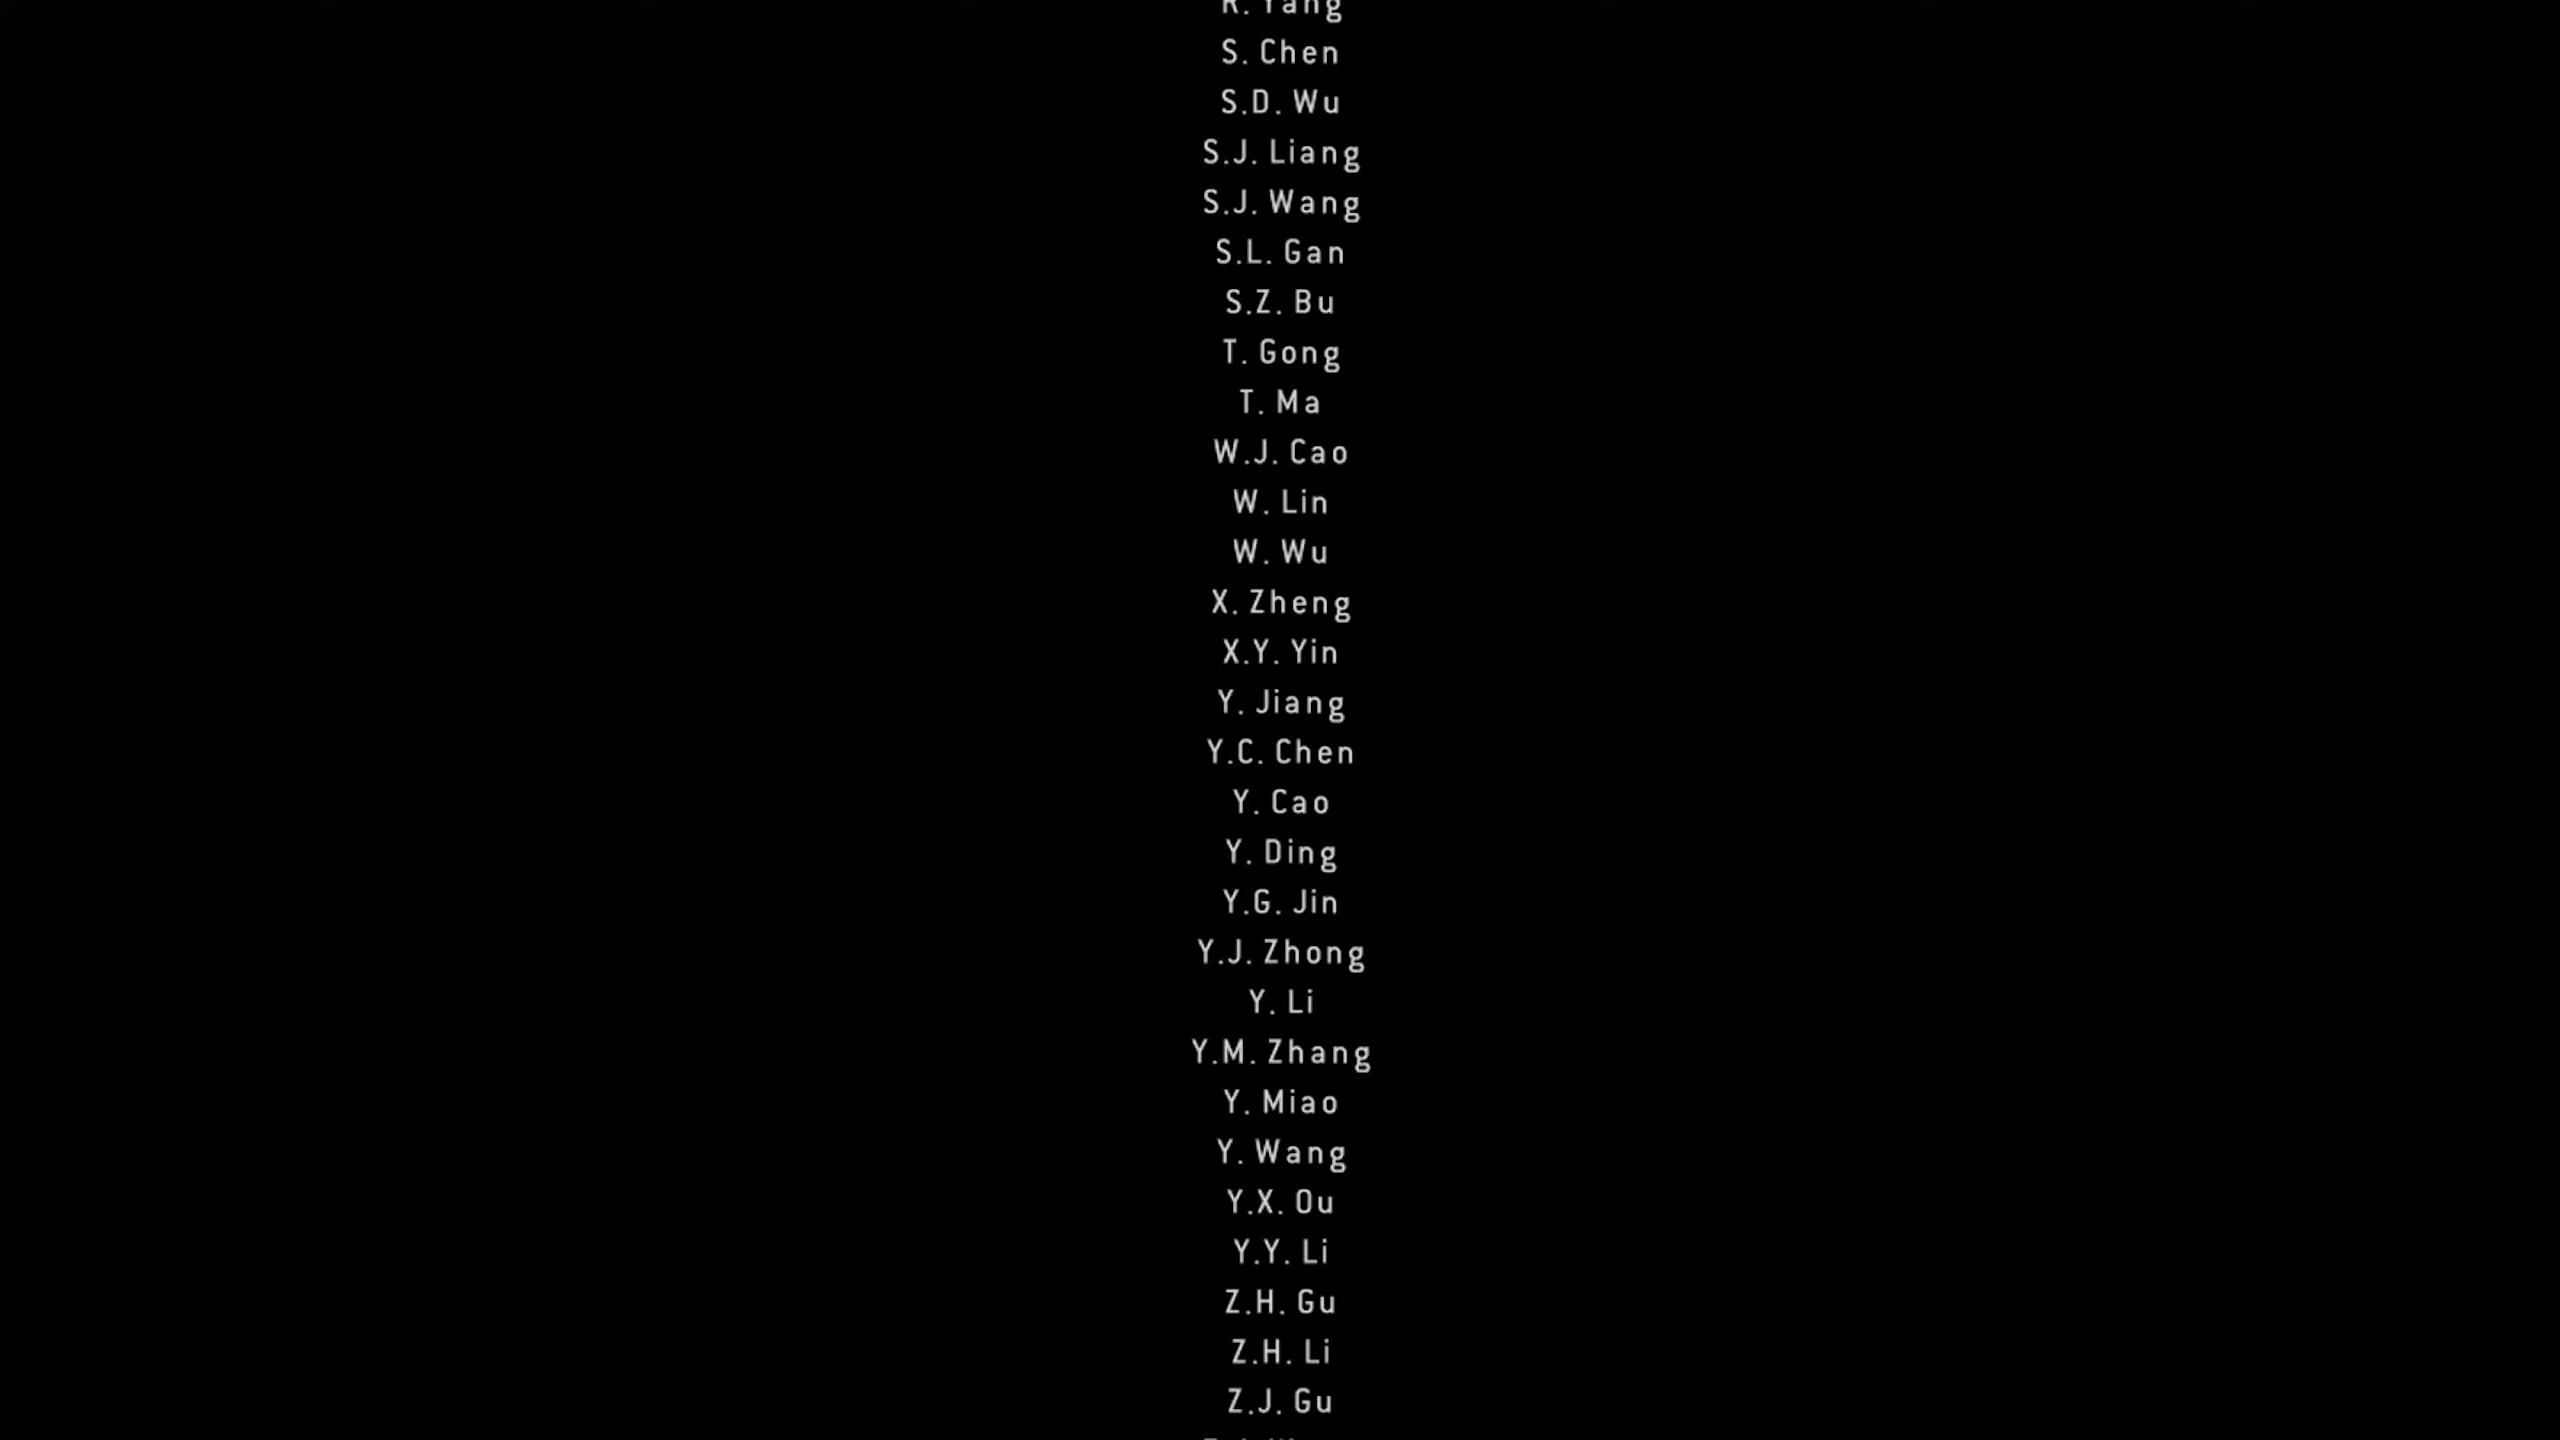 R. Yang
S. Chen
S.D. Wu
S.J. Liang
S.J. Wang
S.L. Gan
S.Z. Bu
T. Gong
T. Ma
W.J. Cao
W. Lin
W. Wu
X. Zheng
X.Y. Yin
Y. Jiang
Y.C. Chen
Y. Cao
Y. Ding
Y.G. Jin
Y.J. Zhong
Y. Li
Y.M. Zhang
Y. Miao
Y. Wang
Y.X. Ou
Y.Y. Li
Z.H. Gu
Z.H. Li
Z.J. Gu